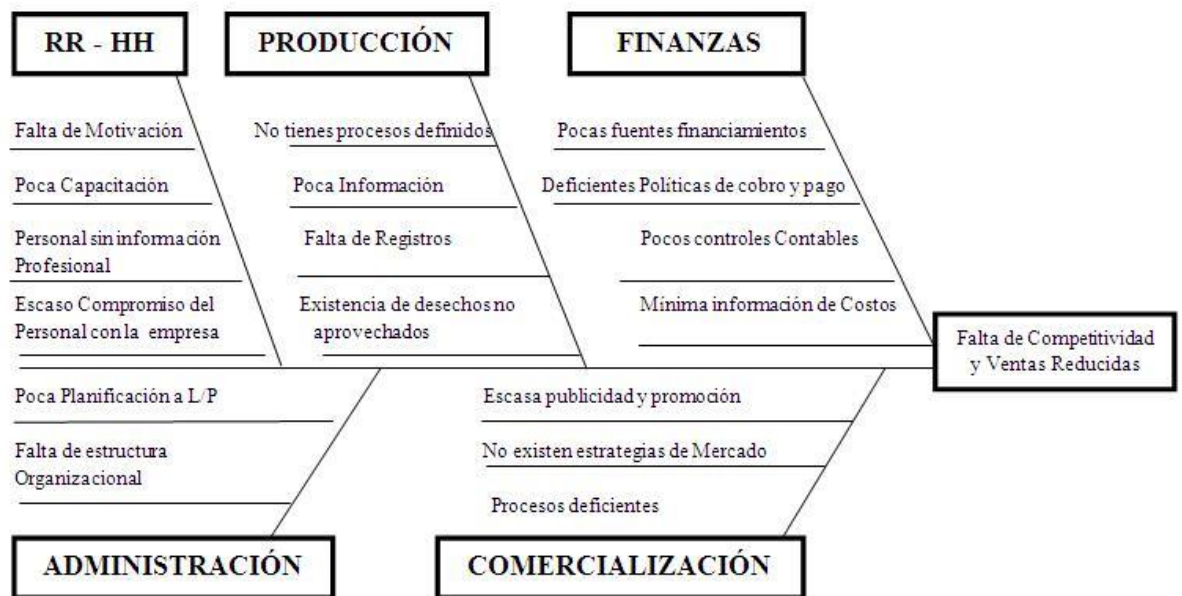 RR - HH
PRODUCCIÓN
FINANZAS
Falta de Motivación
Poca Capacitación
Personal sin información
Profesional
Escaso Compromiso del
Personal con la empresa
No tienes procesos definidos
Poca Información
Falta de Registros
Existencia de desechos no
aprovechados
Pocas fuentes financiamientos
Deficientes Políticas de cobro y pago
Pocos controles Contables
Mínima información de Costos
Falta de Competitividad
y Ventas Reducidas
Poca Planificación a L/P
Falta de estructura
Organizacional
Escasa publicidad y promoción
No existen estrategias de Mercado
Procesos deficientes
ADMINISTRACIÓN
COMERCIALIZACIÓN